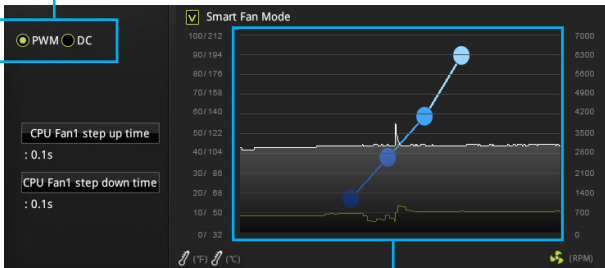 V Smart Fan Mode
PWM DC
100/212 7000
90/194 6300
80/176 5600
70/158 4900
60/140 4200
50/122 3500
40/104 2800
30/ 86 2100
20/ 68 1400
10/ 50 700
0/ 32 0
CPU Fan1 step up time
: 0.1s
CPU Fan1 step down time
: 0.1s
(°F) (°C) (RPM)